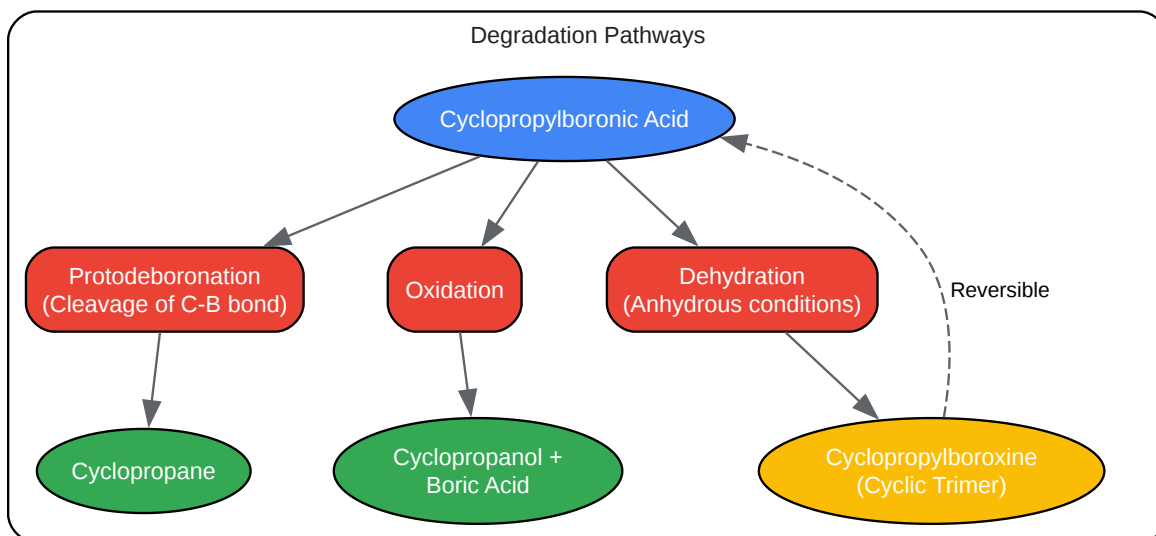 Degradation Pathways
Cyclopropylboronic Acid
Protodeboronation
(Cleavage of C-B bond)
Oxidation
Dehydration
(Anhydrous conditions)
Reversible
Cyclopropane
Cyclopropanol +
Boric Acid
Cyclopropylboroxine
(Cyclic Trimer)